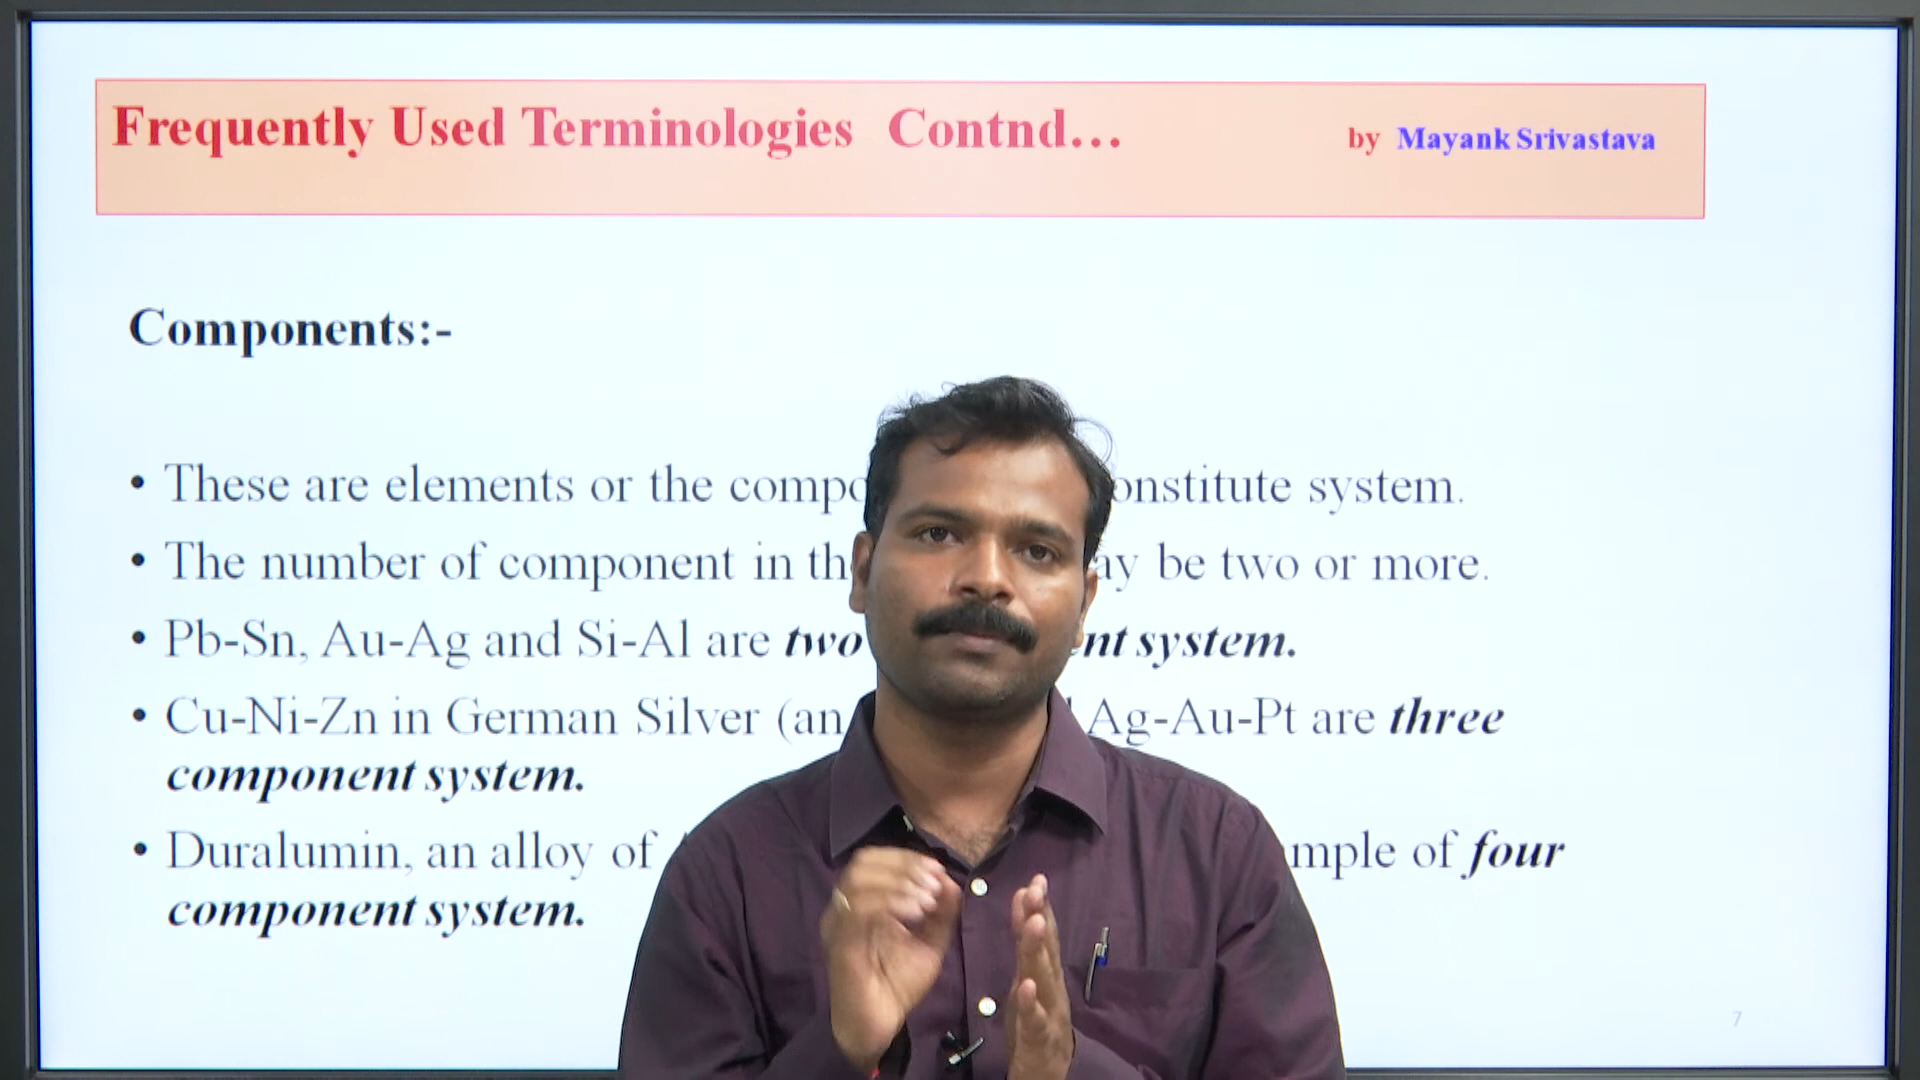 Frequently Used Terminologies Contnd... by Mayank Srivastava
Components:-
• These are elements or the onstitute system.
• The number of component in be two or more.
• Pb-Sn, Au-Ag and Si-Al are two nt system.
• Cu-Ni-Zn in German Silver (an Ag-Au-Pt are three
component system.
• Duralumin, an alloy of mple of four
component system.
7